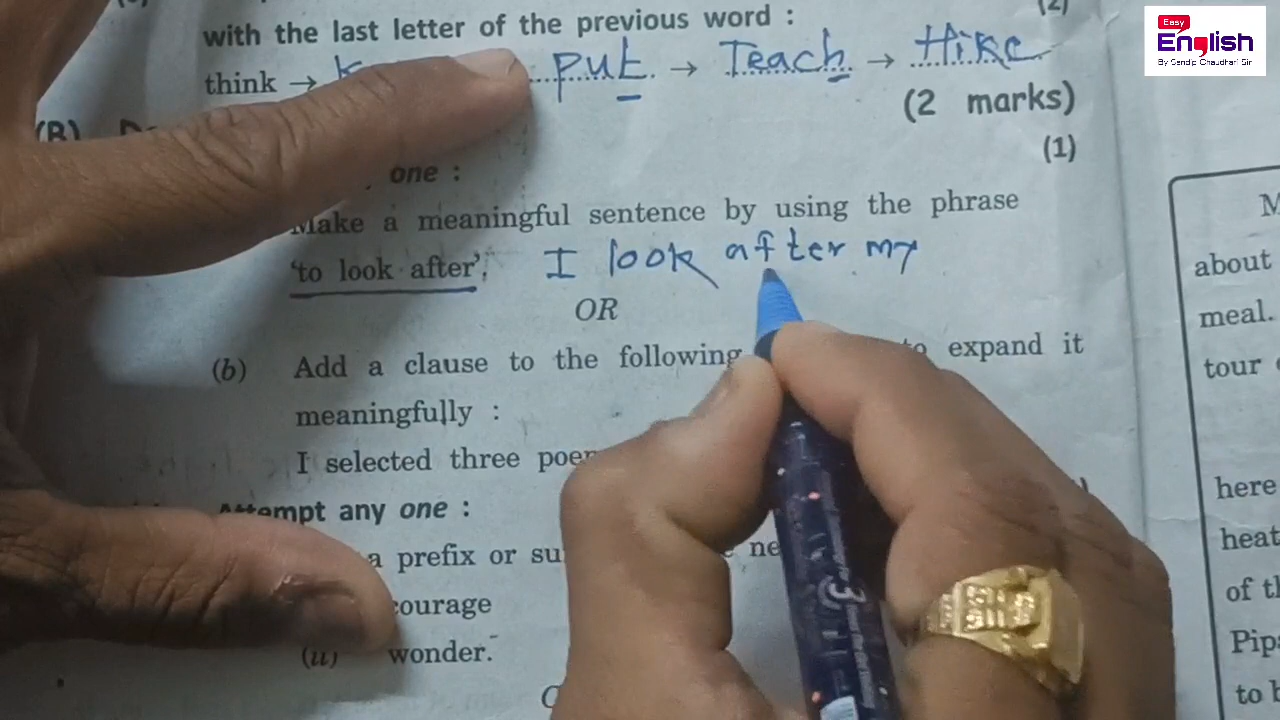 Easy
English
By Sandip Chaudhari Sir
(2)
with the last letter of the previous word :
think → put → Teach → Hike
(2 marks)
(B)
(1)
one :
Make a meaningful sentence by using the phrase
'to look after'. I look after my
OR
(b) Add a clause to the following to expand it
meaningfully :
I selected three
Attempt any one :
a prefix or
courage
(ii) wonder.
about
meal.
tour
here
heat
of
to